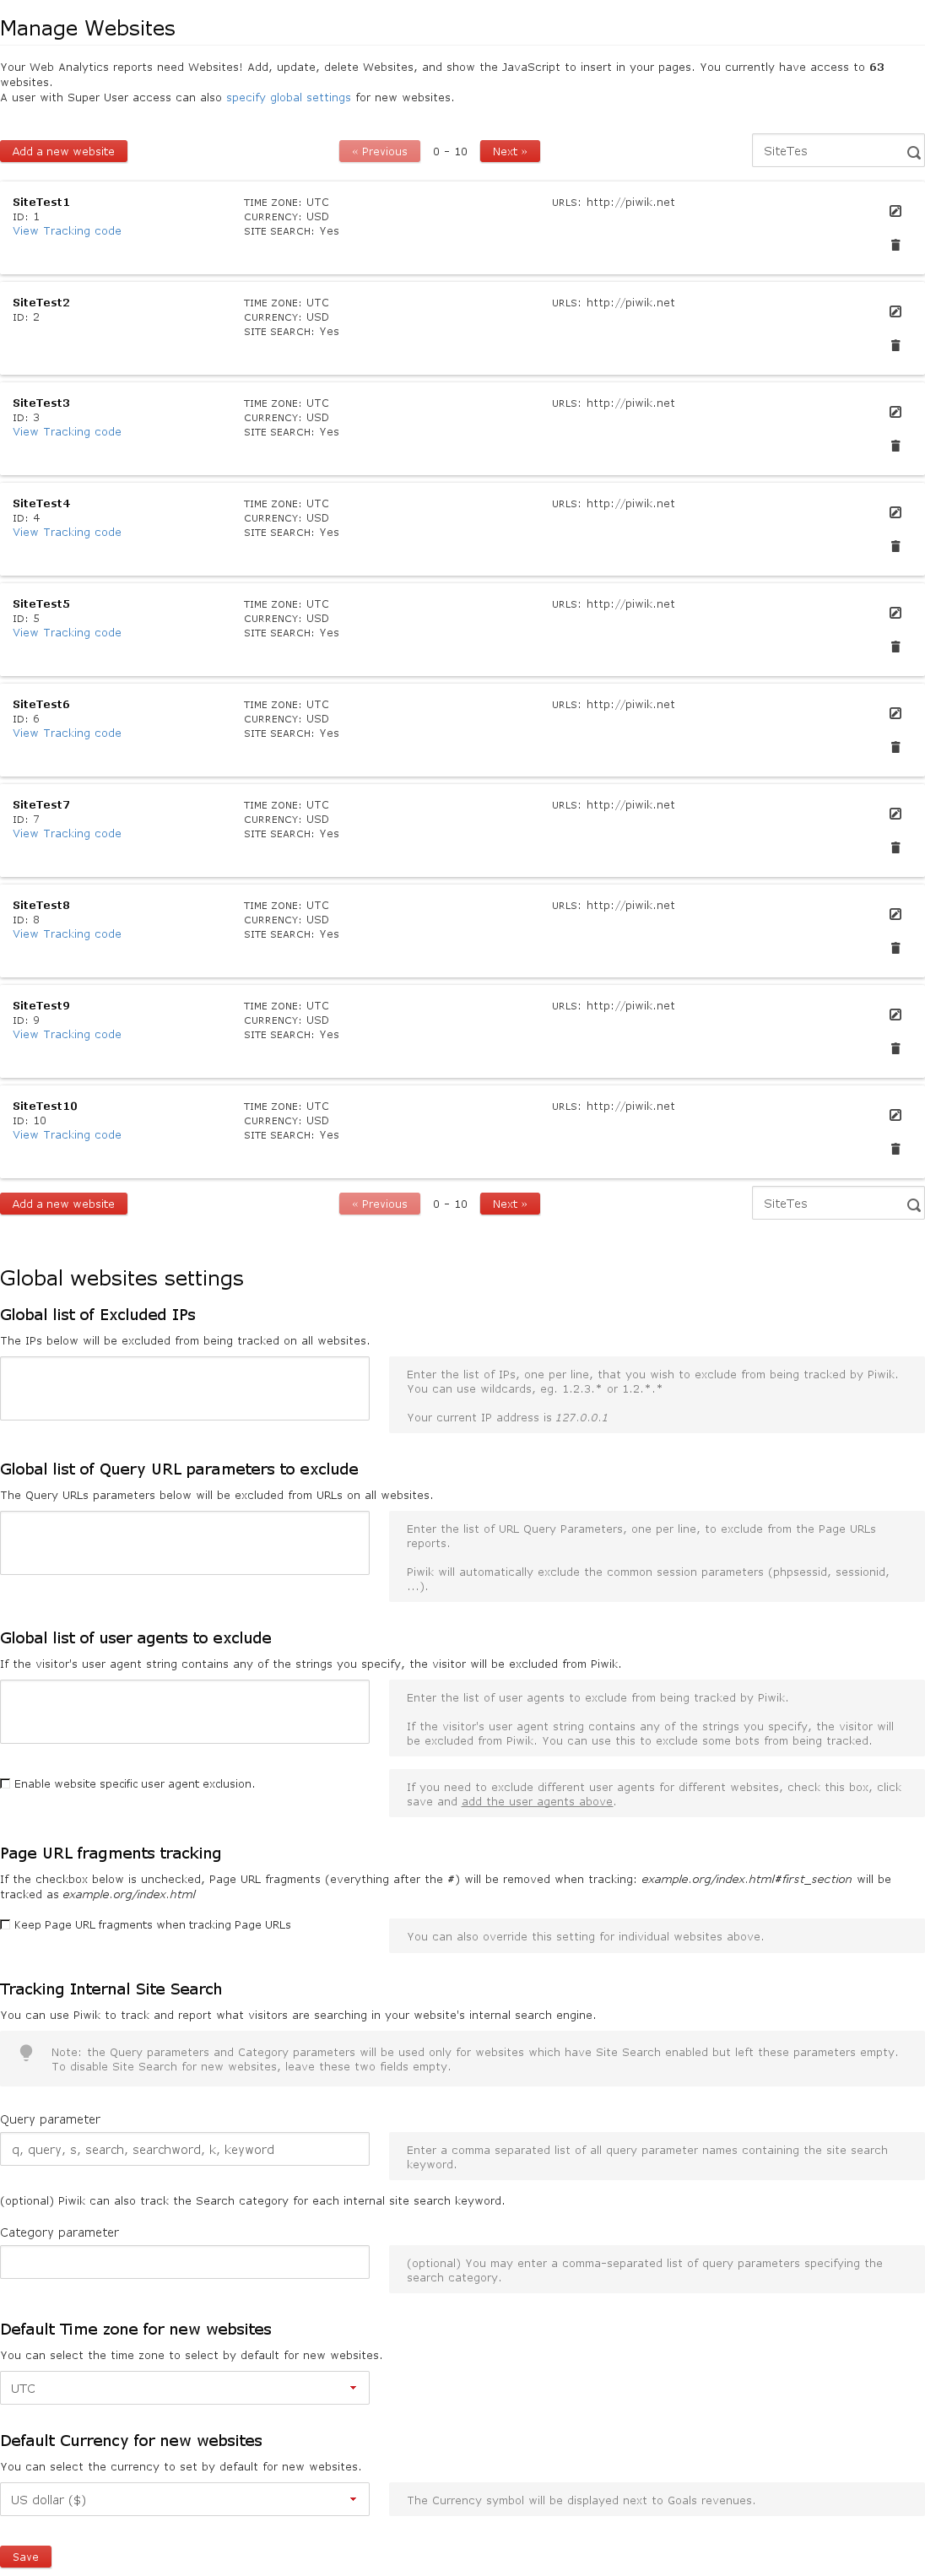 Manage Websites
Your Web Analytics reports need Websites! Add, update, delete Websites, and show the JavaScript to insert in your pages. You currently have access to 63
websites.
A user with Super User access can also specify global settings for new websites.
Add a new website « Previous 0 – 10 Next » SiteTes
SiteTest1 TIME ZONE: UTC URLS: http://piwik.net
ID: 1 CURRENCY: USD
View Tracking code SITE SEARCH: Yes
SiteTest2 TIME ZONE: UTC URLS: http://piwik.net
ID: 2 CURRENCY: USD
SITE SEARCH: Yes
SiteTest3 TIME ZONE: UTC URLS: http://piwik.net
ID: 3 CURRENCY: USD
View Tracking code SITE SEARCH: Yes
SiteTest4 TIME ZONE: UTC URLS: http://piwik.net
ID: 4 CURRENCY: USD
View Tracking code SITE SEARCH: Yes
SiteTest5 TIME ZONE: UTC URLS: http://piwik.net
ID: 5 CURRENCY: USD
View Tracking code SITE SEARCH: Yes
SiteTest6 TIME ZONE: UTC URLS: http://piwik.net
ID: 6 CURRENCY: USD
View Tracking code SITE SEARCH: Yes
SiteTest7 TIME ZONE: UTC URLS: http://piwik.net
ID: 7 CURRENCY: USD
View Tracking code SITE SEARCH: Yes
SiteTest8 TIME ZONE: UTC URLS: http://piwik.net
ID: 8 CURRENCY: USD
View Tracking code SITE SEARCH: Yes
SiteTest9 TIME ZONE: UTC URLS: http://piwik.net
ID: 9 CURRENCY: USD
View Tracking code SITE SEARCH: Yes
SiteTest10 TIME ZONE: UTC URLS: http://piwik.net
ID: 10 CURRENCY: USD
View Tracking code SITE SEARCH: Yes
Add a new website « Previous 0 – 10 Next » SiteTes
Global websites settings
Global list of Excluded IPs
The IPs below will be excluded from being tracked on all websites.
Enter the list of IPs, one per line, that you wish to exclude from being tracked by Piwik.
You can use wildcards, eg. 1.2.3.* or 1.2.*.*
Your current IP address is 127.0.0.1
Global list of Query URL parameters to exclude
The Query URLs parameters below will be excluded from URLs on all websites.
Enter the list of URL Query Parameters, one per line, to exclude from the Page URLs
reports.
Piwik will automatically exclude the common session parameters (phpsessid, sessionid,
...).
Global list of user agents to exclude
If the visitor's user agent string contains any of the strings you specify, the visitor will be excluded from Piwik.
Enter the list of user agents to exclude from being tracked by Piwik.
If the visitor's user agent string contains any of the strings you specify, the visitor will
be excluded from Piwik. You can use this to exclude some bots from being tracked.
Enable website specific user agent exclusion.
If you need to exclude different user agents for different websites, check this box, click
save and add the user agents above.
Page URL fragments tracking
If the checkbox below is unchecked, Page URL fragments (everything after the #) will be removed when tracking: example.org/index.html#first_section will be
tracked as example.org/index.html
Keep Page URL fragments when tracking Page URLs
You can also override this setting for individual websites above.
Tracking Internal Site Search
You can use Piwik to track and report what visitors are searching in your website's internal search engine.
Note: the Query parameters and Category parameters will be used only for websites which have Site Search enabled but left these parameters empty.
To disable Site Search for new websites, leave these two fields empty.
Query parameter
q, query, s, search, searchword, k, keyword
Enter a comma separated list of all query parameter names containing the site search
keyword.
(optional) Piwik can also track the Search category for each internal site search keyword.
Category parameter
(optional) You may enter a comma-separated list of query parameters specifying the
search category.
Default Time zone for new websites
You can select the time zone to select by default for new websites.
UTC
Default Currency for new websites
You can select the currency to set by default for new websites.
US dollar ($)
The Currency symbol will be displayed next to Goals revenues.
Save